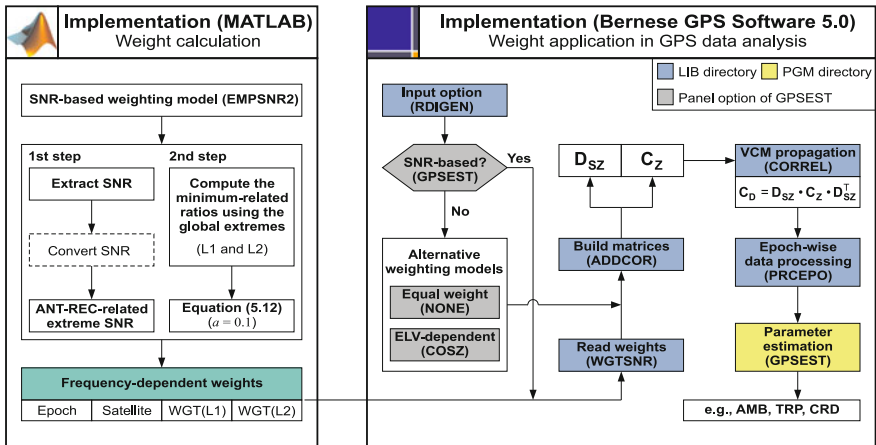 Implementation (MATLAB)
Weight calculation
SNR-based weighting model (EMPSNR2)
1st step
Extract SNR
Convert SNR
ANT-REC-related
extreme SNR
2nd step
Compute the
minimum-related
ratios using the
global extremes
(L1 and L2)
Equation (5.12)
(a = 0.1)
Frequency-dependent weights
Epoch
Satellite
WGT(L1)
WGT(L2)
Implementation (Bernese GPS Software 5.0)
Weight application in GPS data analysis
LIB directory
PGM directory
Panel option of GPSEST
Input option
(RDIGEN)
SNR-based?
(GPSEST)
Yes
No
Alternative
weighting models
Equal weight
(NONE)
ELV-dependent
(COSZ)
D_SZ
C_Z
Build matrices
(ADDCOR)
Read weights
(WGTSNR)
VCM propagation
(CORREL)
C_D = D_SZ • C_Z • D_SZ^T
Epoch-wise
data processing
(PRCEPO)
Parameter
estimation
(GPSEST)
e.g., AMB, TRP, CRD